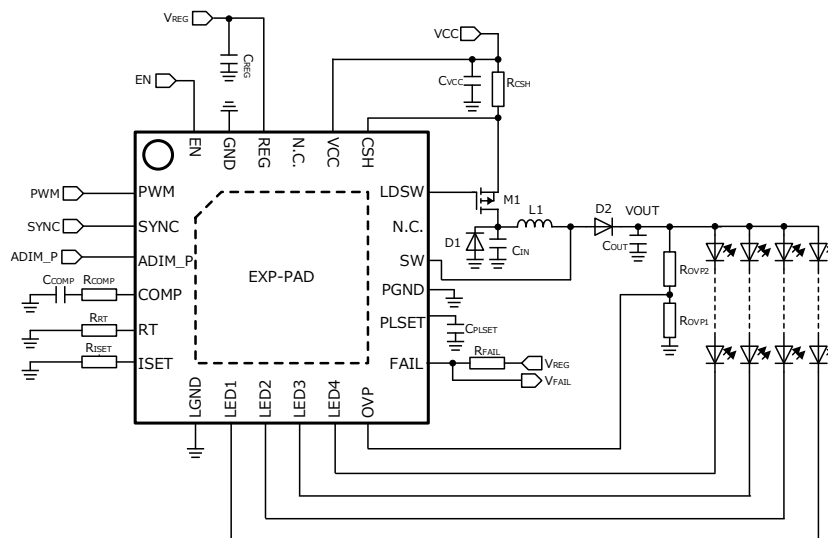 VREG
VCC
CREG
EN
CVCC
RCSH
EN
GND
REG
N.C.
VCC
CSH
PWM
PWM
LDSW
M1
SYNC
SYNC
N.C.
L1
D2
VOUT
D1
CIN
COUT
ROVP2
ADIM_P
ADIM_P
SW
EXP-PAD
CCOMP
RCOMP
COMP
PGND
ROVP1
RRT
RT
PLSET
CPLSET
RISET
ISET
FAIL
RFAIL
VREG
VFAIL
LGND
LED1
LED2
LED3
LED4
OVP